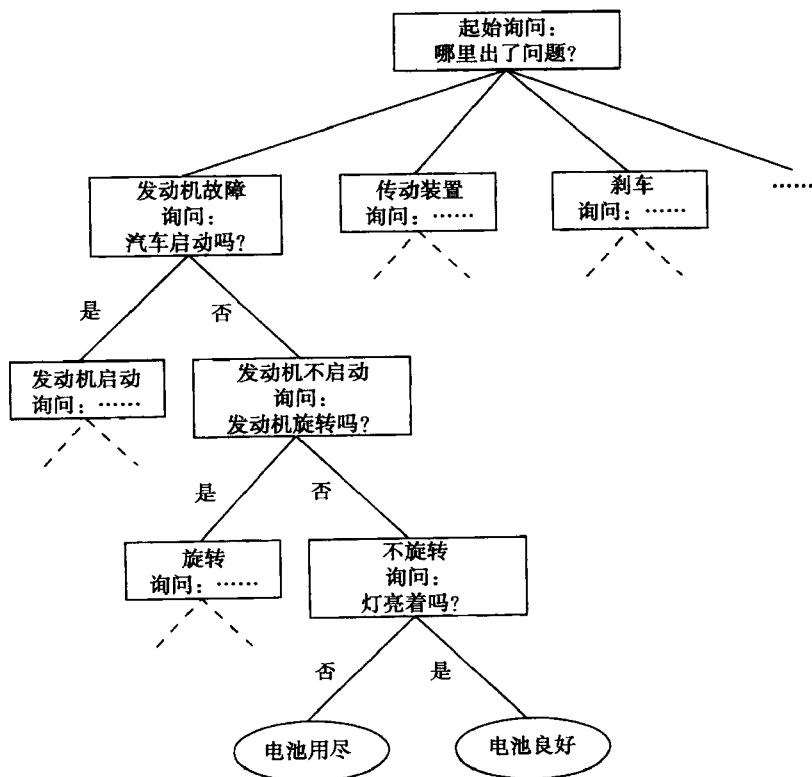 起始询问：
哪里出了问题?
发动机故障
询问：
汽车启动吗?
传动装置
询问：……
刹车
询问：……
……
是
否
发动机启动
询问：……
发动机不启动
询问：
发动机旋转吗?
是
否
旋转
询问：……
不旋转
询问：
灯亮着吗?
否
是
电池用尽
电池良好